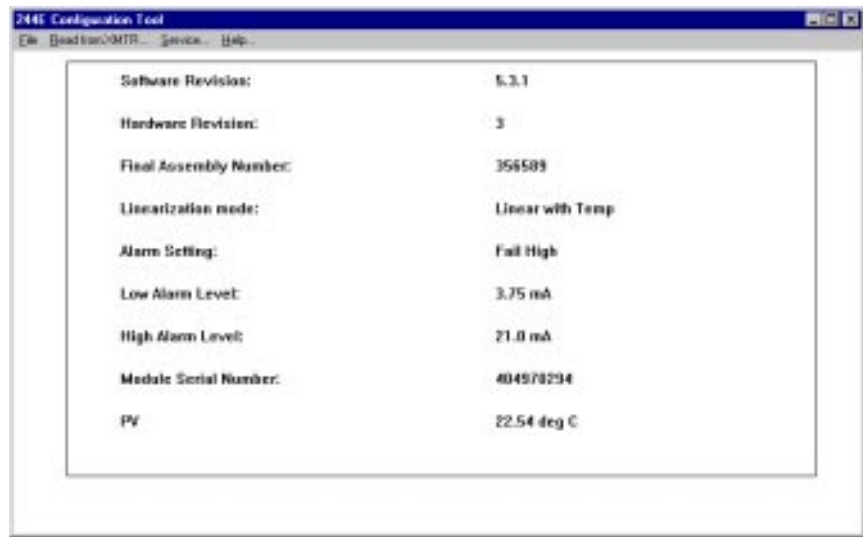 244E Configuration Tool
File Read from XMTR... Service... Help...
Software Revision: 5.3.1
Hardware Revision: 3
Final Assembly Number: 356589
Linearization mode: Linear with Temp
Alarm Setting: Fail High
Low Alarm Level: 3.75 mA
High Alarm Level: 21.0 mA
Module Serial Number: 404970294
PV 22.54 deg C